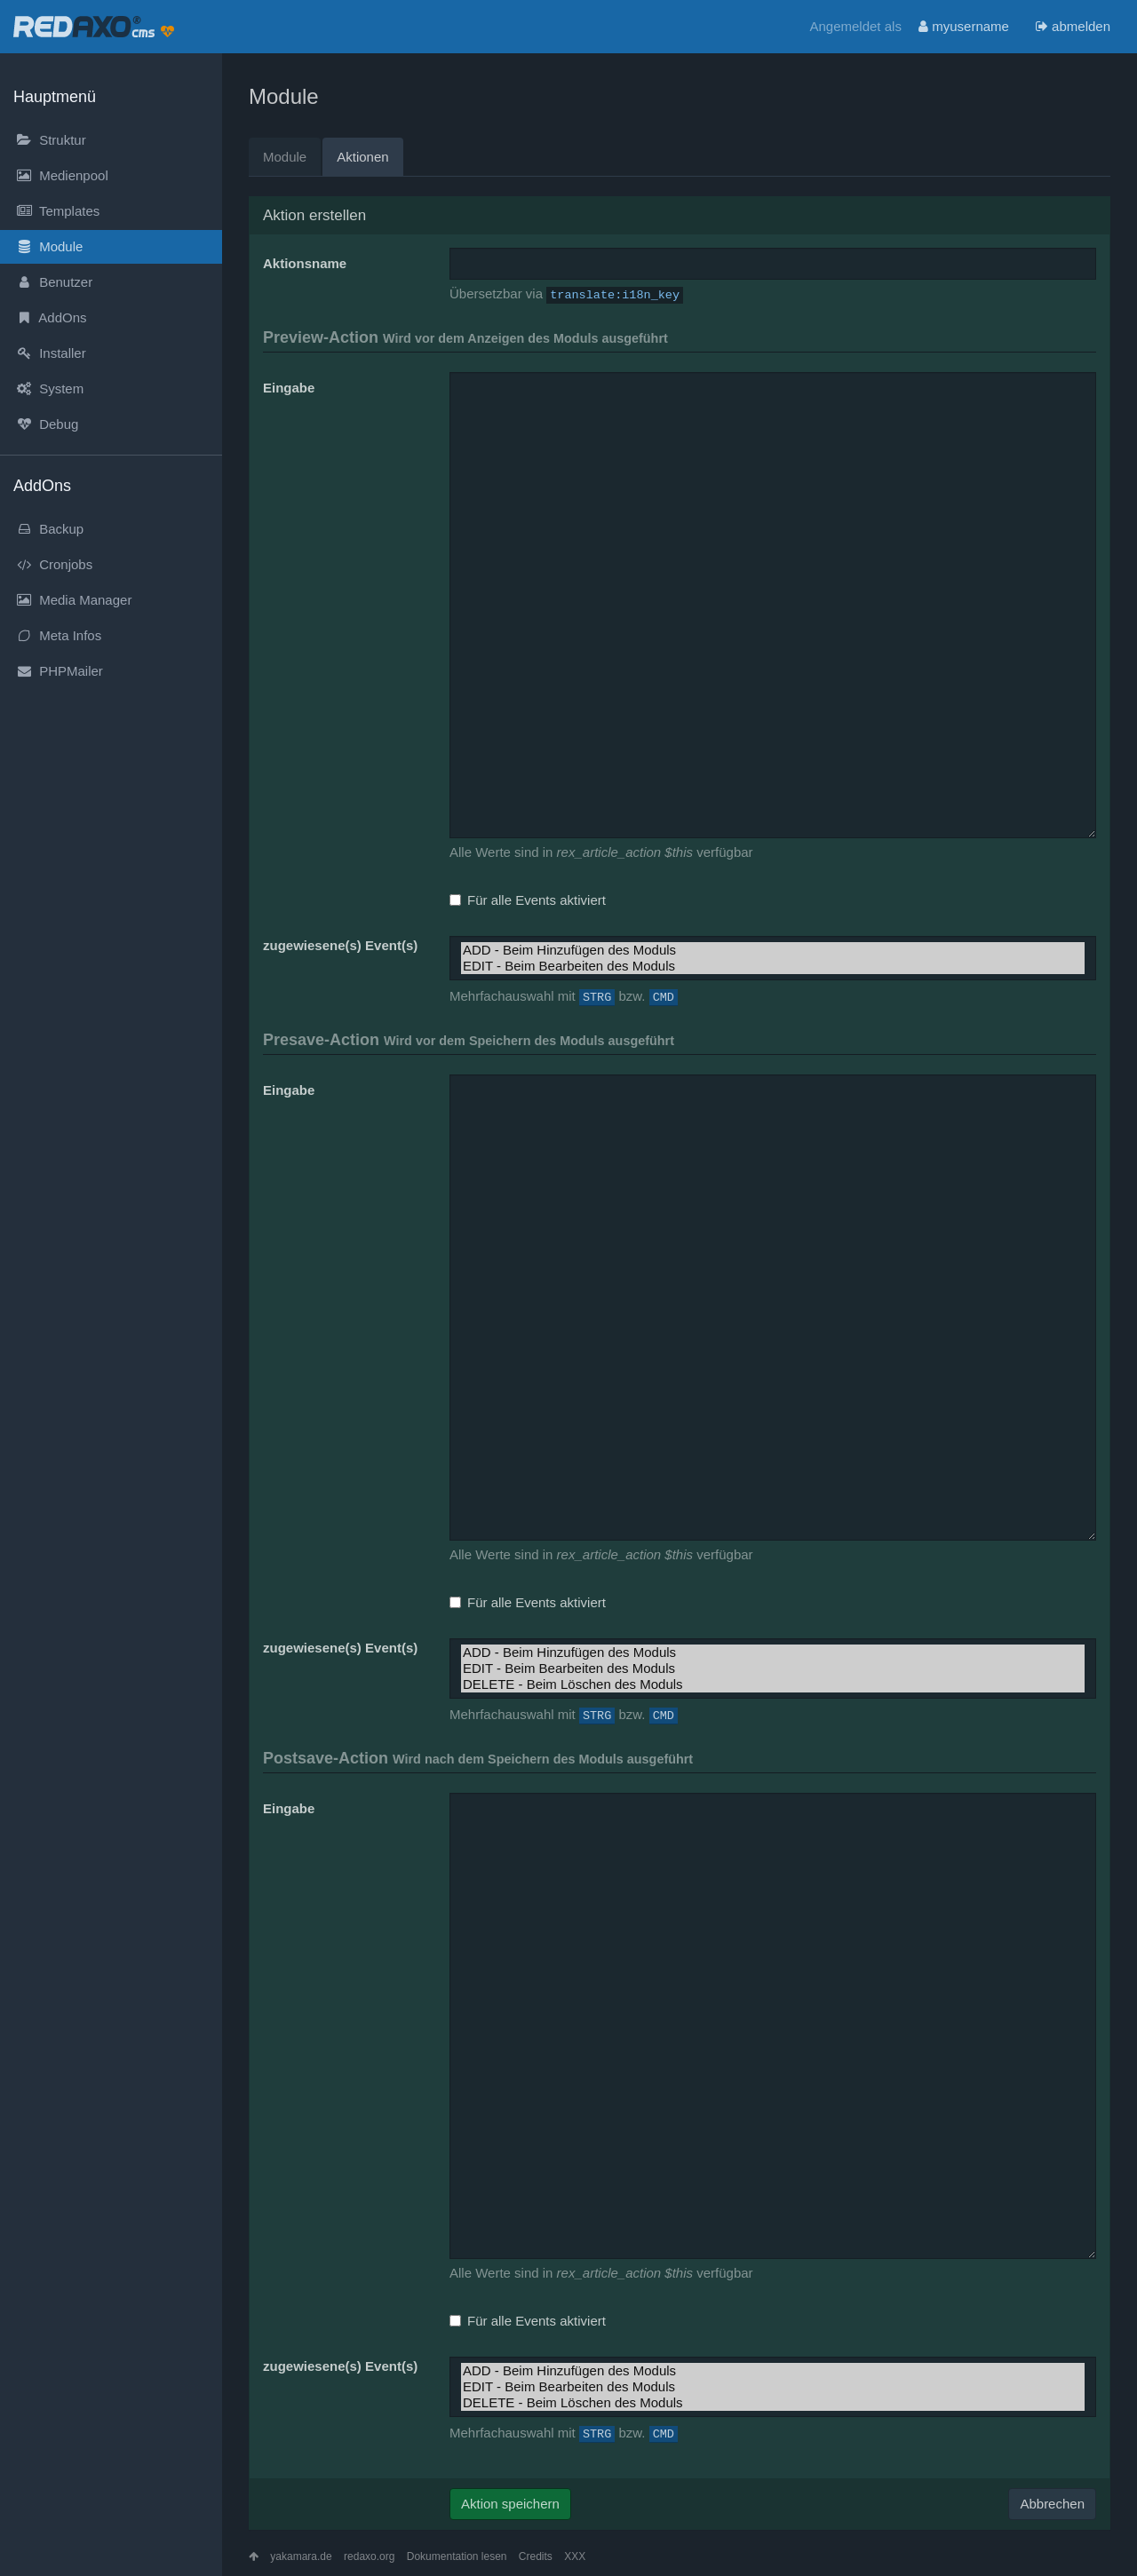 REDAXO® cms
Angemeldet als myusername abmelden
Hauptmenü
Struktur
Medienpool
Templates
Module
Benutzer
AddOns
Installer
System
Debug
AddOns
Backup
Cronjobs
Media Manager
Meta Infos
PHPMailer
Module
Module Aktionen
Aktion erstellen
Aktionsname
Übersetzbar via translate:i18n_key
Preview-Action Wird vor dem Anzeigen des Moduls ausgeführt
Eingabe
Alle Werte sind in rex_article_action $this verfügbar
Für alle Events aktiviert
zugewiesene(s) Event(s)
ADD - Beim Hinzufügen des Moduls
EDIT - Beim Bearbeiten des Moduls
Mehrfachauswahl mit STRG bzw. CMD
Presave-Action Wird vor dem Speichern des Moduls ausgeführt
Eingabe
Alle Werte sind in rex_article_action $this verfügbar
Für alle Events aktiviert
zugewiesene(s) Event(s)
ADD - Beim Hinzufügen des Moduls
EDIT - Beim Bearbeiten des Moduls
DELETE - Beim Löschen des Moduls
Mehrfachauswahl mit STRG bzw. CMD
Postsave-Action Wird nach dem Speichern des Moduls ausgeführt
Eingabe
Alle Werte sind in rex_article_action $this verfügbar
Für alle Events aktiviert
zugewiesene(s) Event(s)
ADD - Beim Hinzufügen des Moduls
EDIT - Beim Bearbeiten des Moduls
DELETE - Beim Löschen des Moduls
Mehrfachauswahl mit STRG bzw. CMD
Aktion speichern Abbrechen
yakamara.de redaxo.org Dokumentation lesen Credits XXX